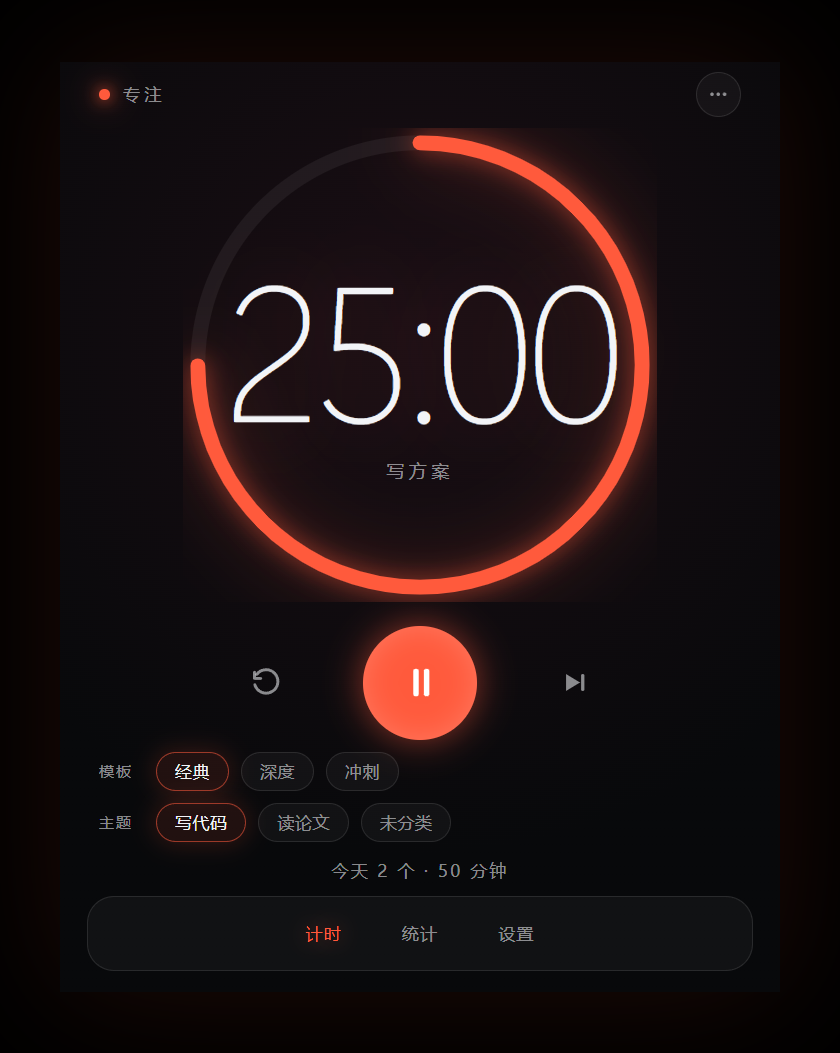 专注
25:00
写方案
模板 经典 深度 冲刺
主题 写代码 读论文 未分类
今天 2 个 · 50 分钟
计时 统计 设置